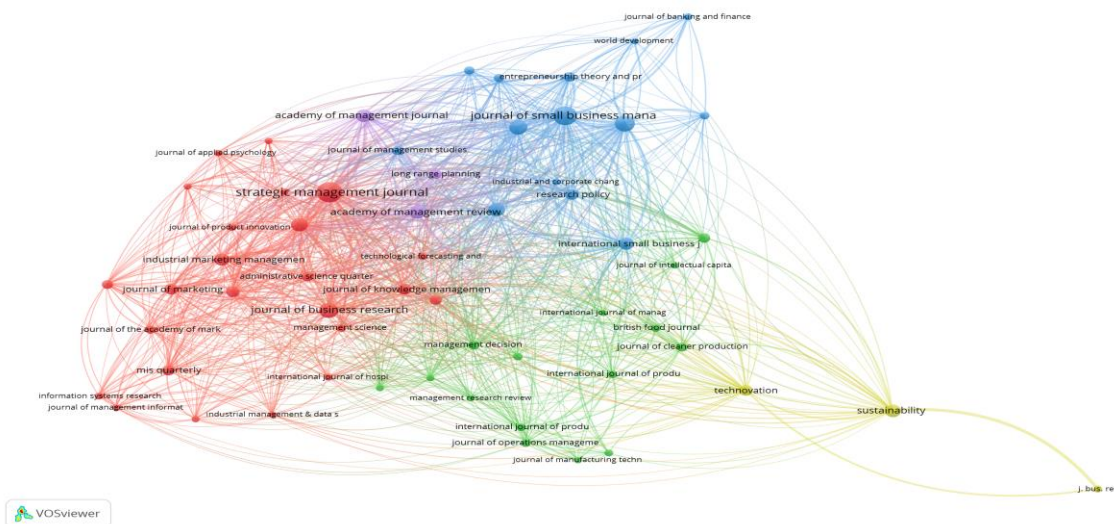 journal of banking and finance
world development
entrepreneurship theory and pr
academy of management journal
journal of small business mana
journal of applied psychology
journal of management studies
long range planning
industrial and corporate chang
strategic management journal
research policy
academy of management review
journal of product innovation
international small business j
technological forecasting and
industrial marketing managemen
journal of intellectual capita
administrative science quarter
journal of marketing
journal of knowledge managemen
journal of business research
international journal of manag
journal of the academy of mark
management science
british food journal
management decision
journal of cleaner production
mis quarterly
international journal of hospi
international journal of produ
technovation
information systems research
management research review
journal of management informat
sustainability
industrial management & data s
international journal of produ
journal of operations manageme
journal of manufacturing techn
j. bus. re
VOSviewer